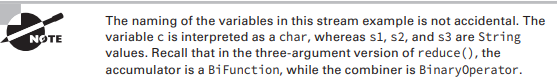 NOTE
The naming of the variables in this stream example is not accidental. The
variable c is interpreted as a char, whereas s1, s2, and s3 are String
values. Recall that in the three-argument version of reduce(), the
accumulator is a BiFunction, while the combiner is BinaryOperator.